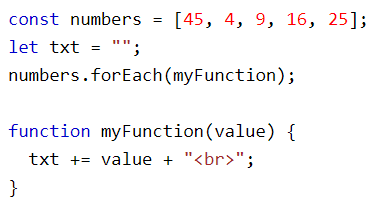 const numbers = [45, 4, 9, 16, 25];
let txt = "";
numbers.forEach(myFunction);

function myFunction(value) {
  txt += value + "<br>";
}